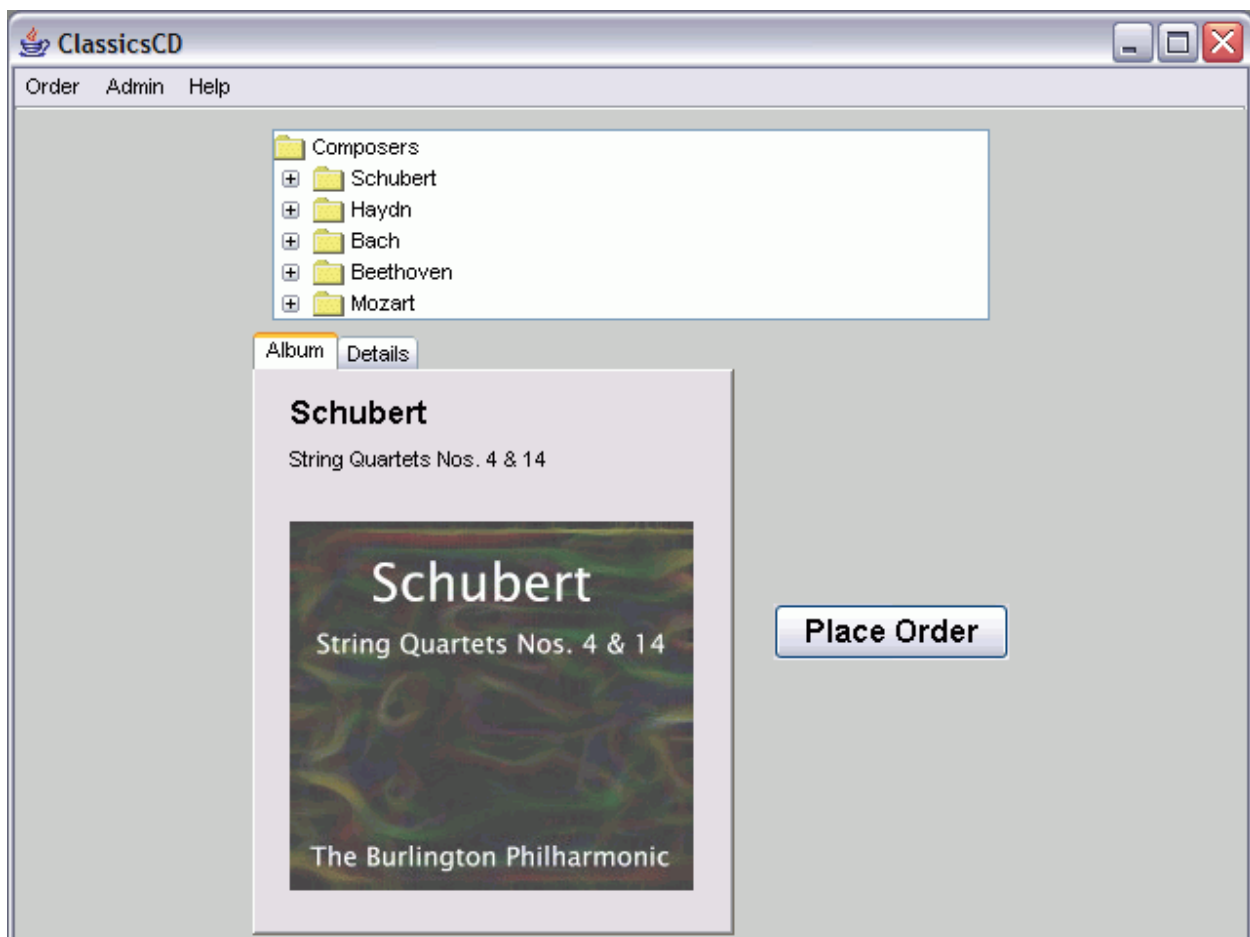 ClassicsCD
Order Admin Help
Composers
Schubert
Haydn
Bach
Beethoven
Mozart
Album Details
Schubert
String Quartets Nos. 4 & 14
Schubert
String Quartets Nos. 4 & 14
The Burlington Philharmonic
Place Order